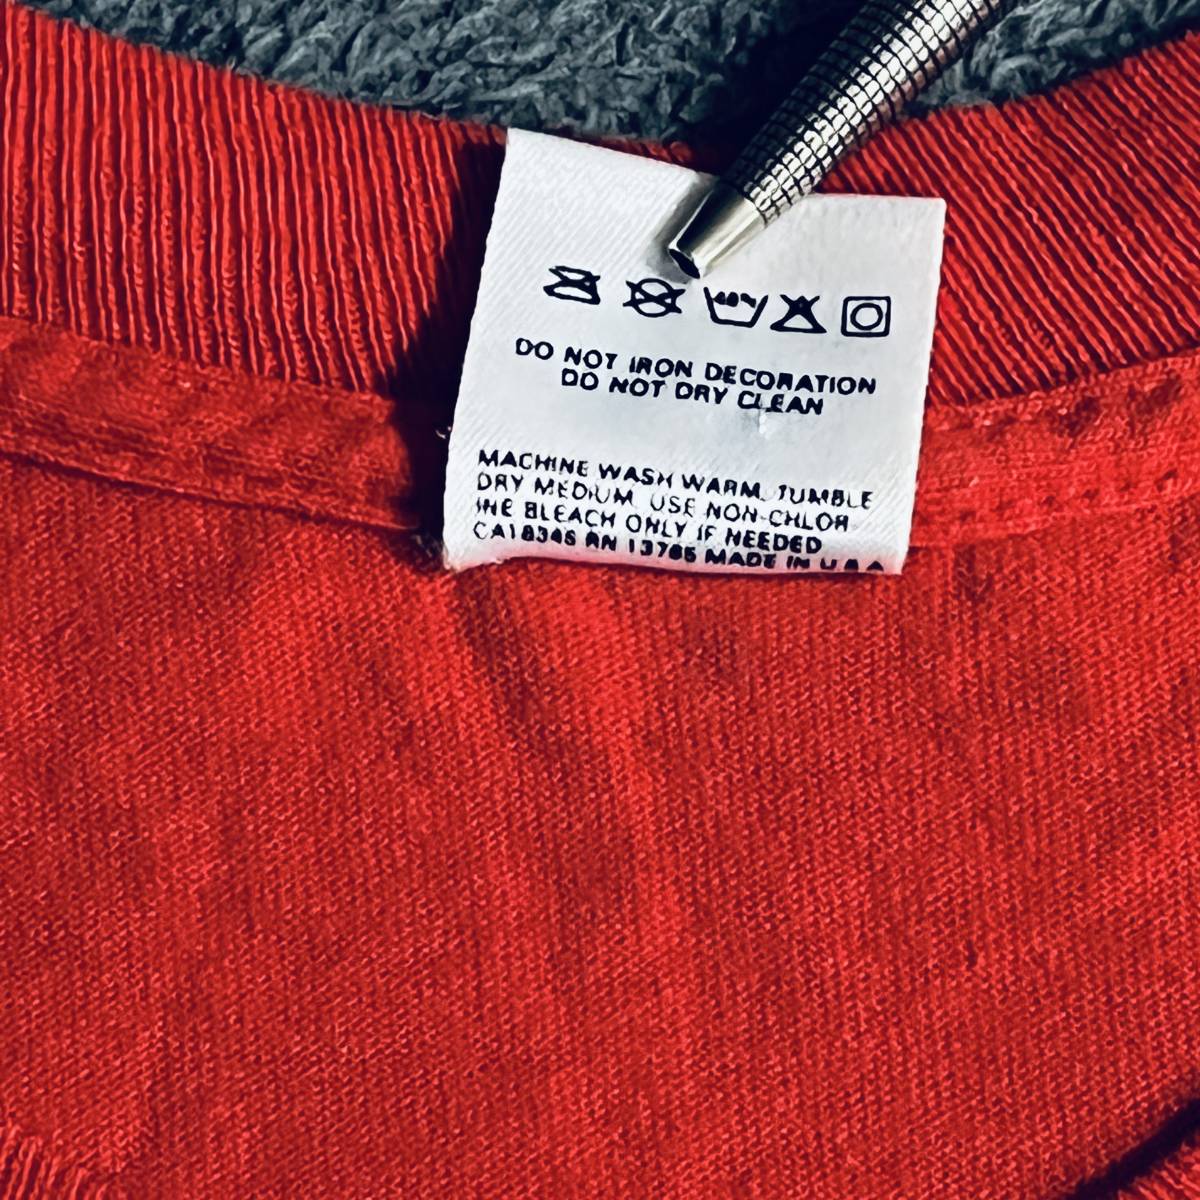 40°
DO NOT IRON DECORATION
DO NOT DRY CLEAN
MACHINE WASH WARM. TUMBLE
DRY MEDIUM. USE NON-CHLOR-
INE BLEACH ONLY IF NEEDED
CA18346 RN 13765 MADE IN